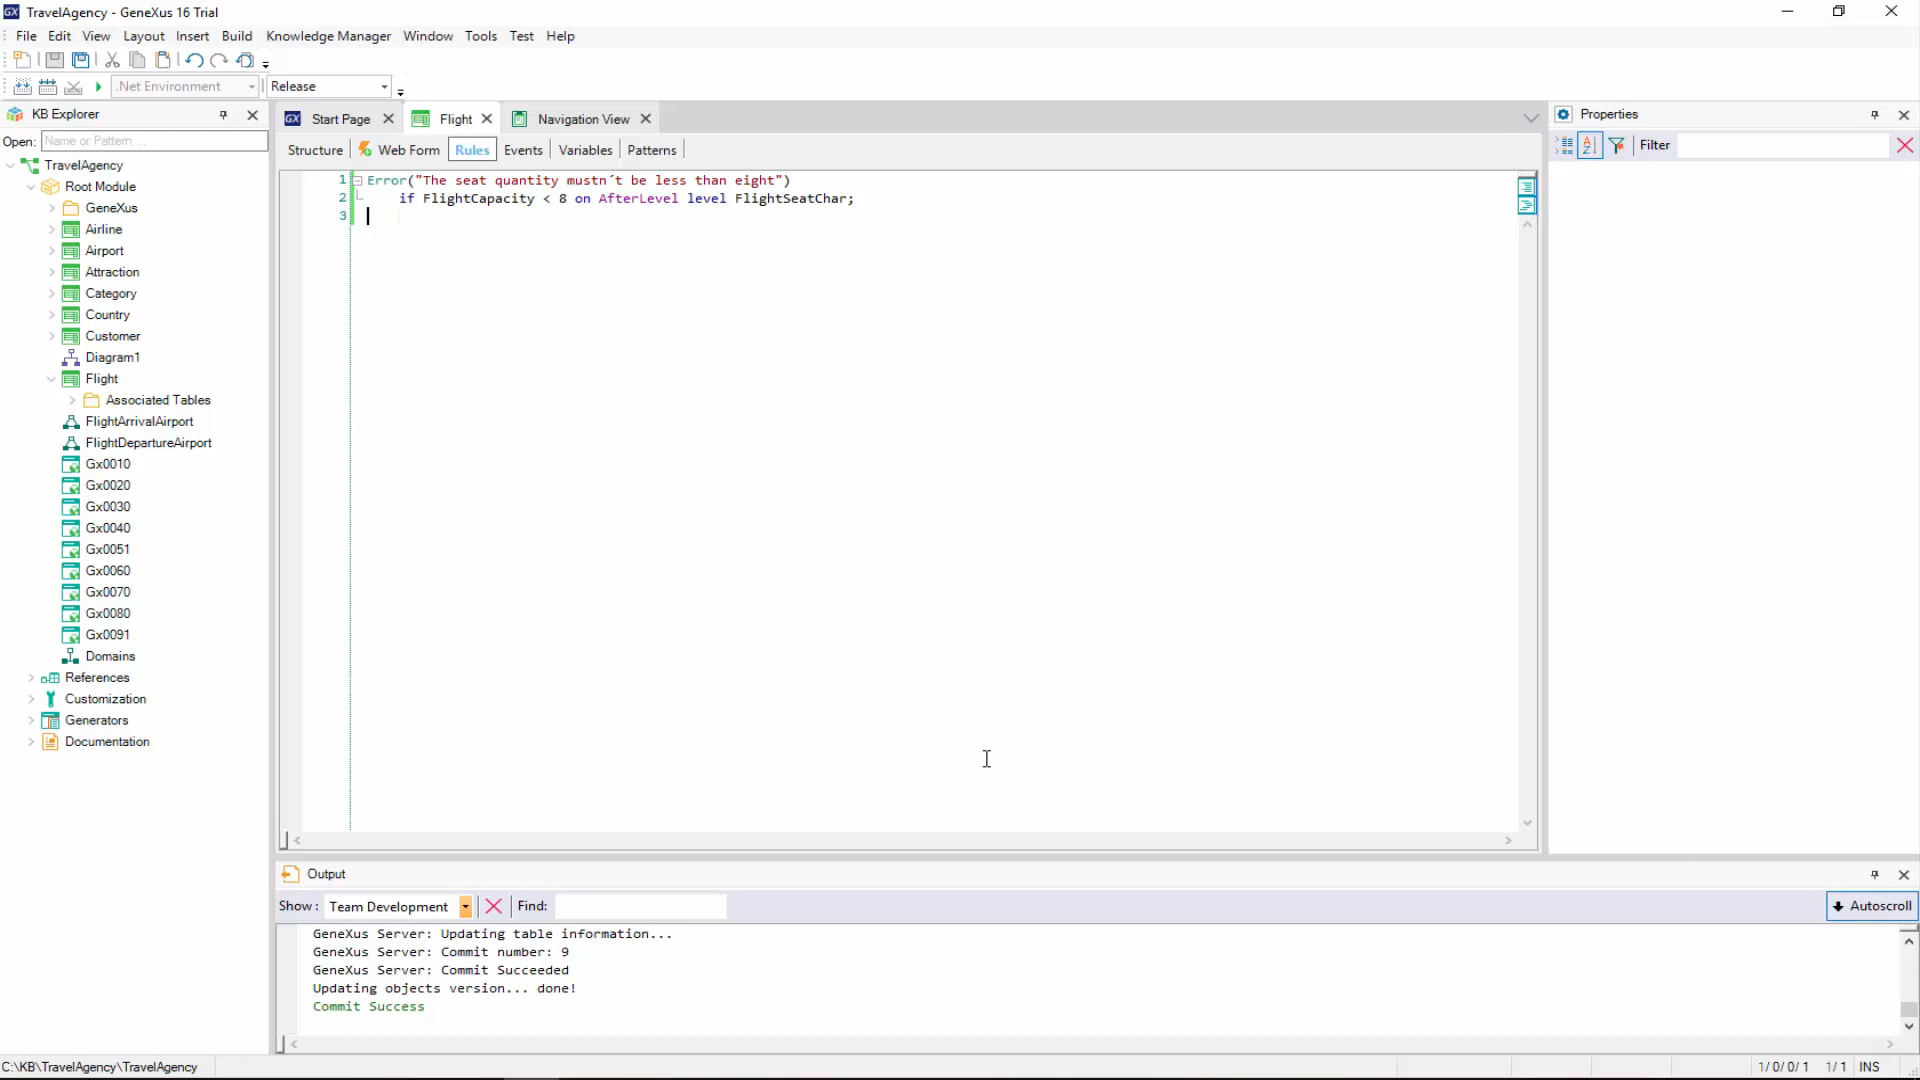 TravelAgency - GeneXus 16 Trial
File Edit View Layout Insert Build Knowledge Manager Window Tools Test Help
.Net Environment Release
KB Explorer
Open: Name or Pattern ...
TravelAgency
Root Module
GeneXus
Airline
Airport
Attraction
Category
Country
Customer
Diagram1
Flight
Associated Tables
FlightArrivalAirport
FlightDepartureAirport
Gx0010
Gx0020
Gx0030
Gx0040
Gx0051
Gx0060
Gx0070
Gx0080
Gx0091
Domains
References
Customization
Generators
Documentation
GX Start Page Flight Navigation View
Structure Web Form Rules Events Variables Patterns
1 Error("The seat quantity mustn´t be less than eight")
2 if FlightCapacity < 8 on AfterLevel level FlightSeatChar;
3
Properties
Filter
Output
Show : Team Development Find: Autoscroll
GeneXus Server: Updating table information...
GeneXus Server: Commit number: 9
GeneXus Server: Commit Succeeded
Updating objects version... done!
Commit Success
C:\KB\TravelAgency\TravelAgency 1/0/0/1 1/1 INS